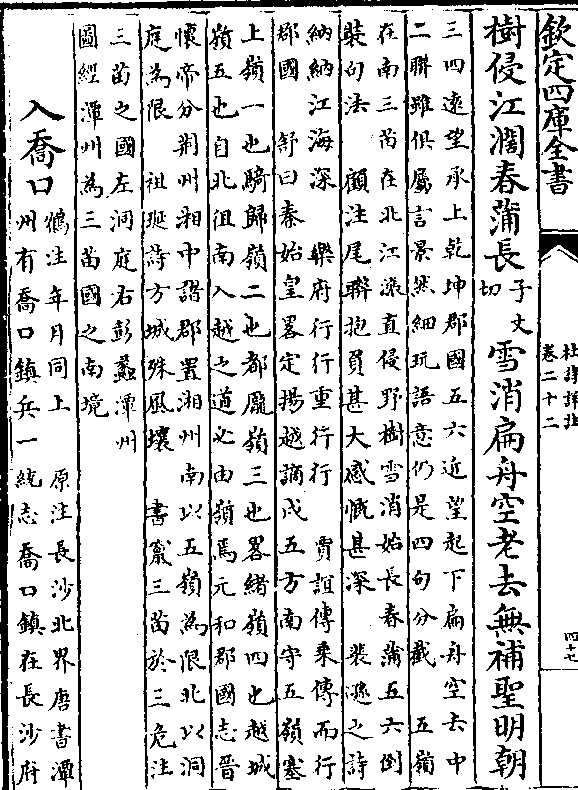 欽定四庫全書
杜詩詳註
卷二十二
四十七
樹侵江濶春蒲長子丈切雪消扁舟空老去無補聖明朝
三四遠望承上乾坤郡國五六近望起下扁舟空去中
二聯雖俱屬言景然細玩語意仍是四句分截　五嶺
在南三苗在北江漲直侵野樹雪消始長春蒲五六倒
裝句法　顧注尾聯抱負甚大感慨甚深　裴遜之詩
納納江海深　樂府行行重行行　賈誼傳乘傳而行
郡國　舒曰秦始皇畧定揚越謫戍五方南守五嶺塞
上嶺一也騎歸嶺二也都龐嶺三也畧緒嶺四也越城
嶺五也自北徂南入越之道必由嶺焉元和郡國志晉
懷帝分荆州湘中諸郡置湘州南以五嶺為限北以洞
庭為限　祖珽詩方城殊風壤　書竄三苗於三危注
三苗之國左洞庭右彭蠡潭州
圖經潭州為三苗國之南境
入喬口
鶴注年月同上　原注長沙北界唐書潭
州有喬口鎮兵一統志喬口鎮在長沙府